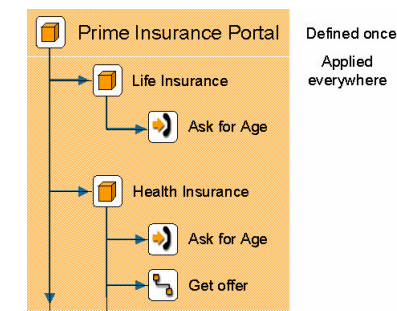 Prime Insurance Portal
Defined once
Applied
everywhere
Life Insurance
Ask for Age
Health Insurance
Ask for Age
Get offer